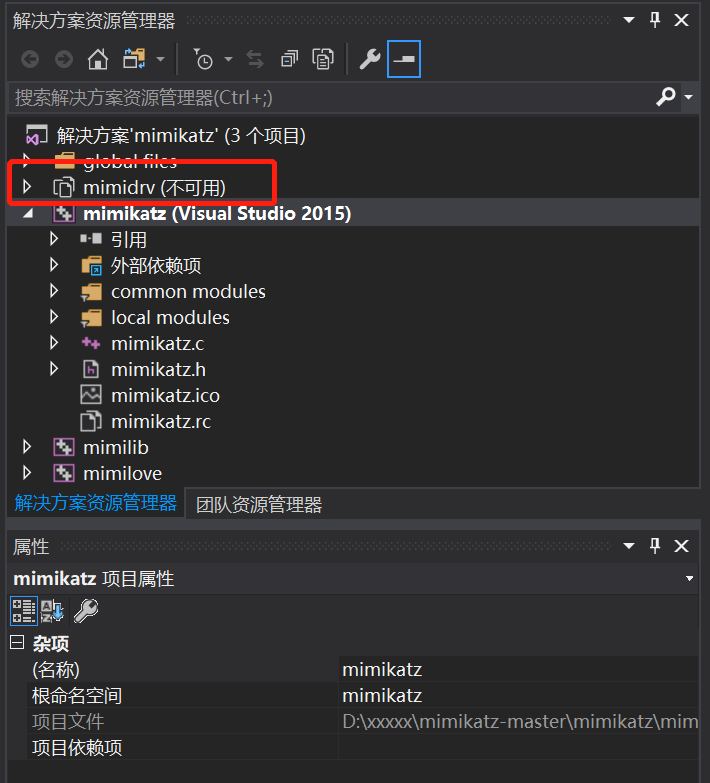 解决方案资源管理器
搜索解决方案资源管理器(Ctrl+;)
解决方案'mimikatz' (3 个项目)
global files
mimidrv (不可用)
mimikatz (Visual Studio 2015)
引用
外部依赖项
common modules
local modules
mimikatz.c
mimikatz.h
mimikatz.ico
mimikatz.rc
mimilib
mimilove
解决方案资源管理器 团队资源管理器
属性
mimikatz 项目属性
杂项
(名称) mimikatz
根命名空间 mimikatz
项目文件 D:\xxxxx\mimikatz-master\mimikatz\mim
项目依赖项